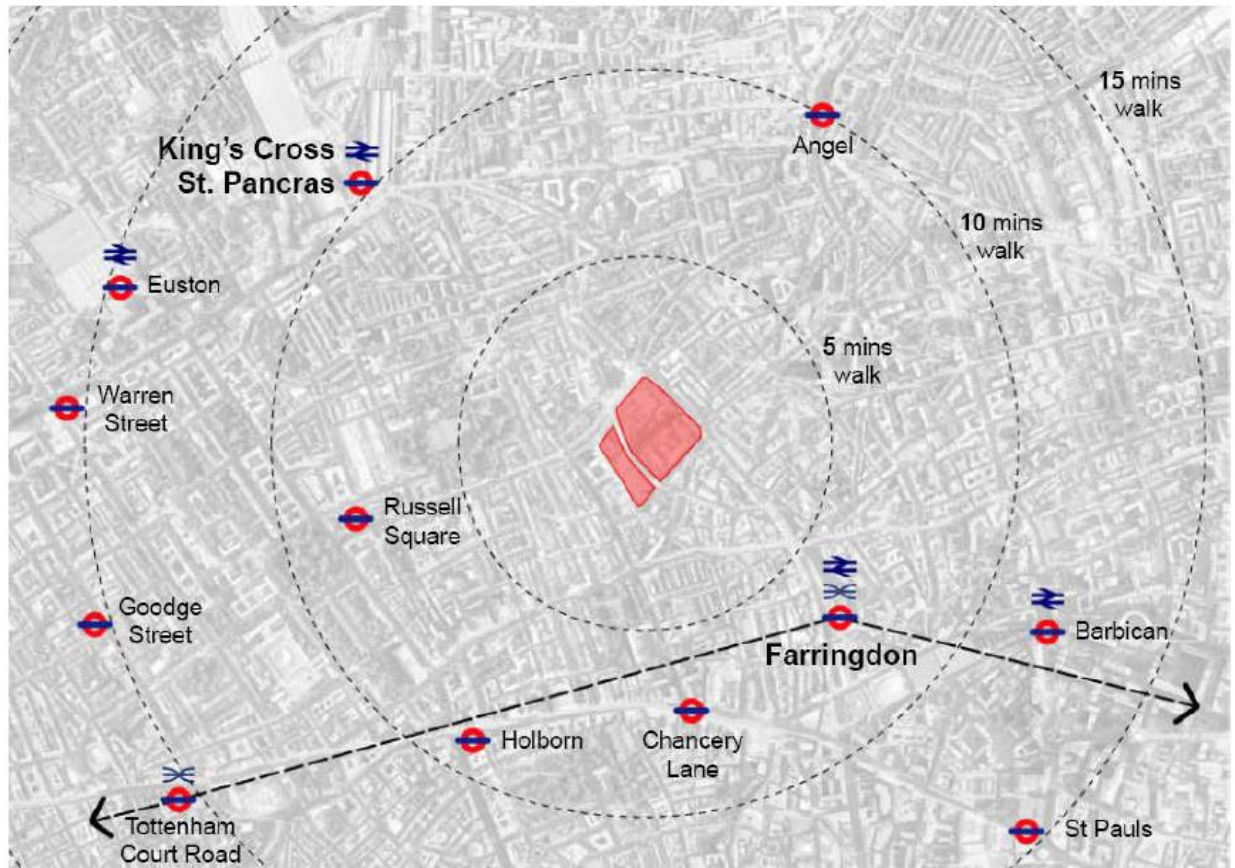 15 mins
walk
Angel
King's Cross
St. Pancras
10 mins
walk
Euston
5 mins
walk
Warren
Street
Russell
Square
Goodge
Street
Barbican
Farringdon
Holborn
Chancery
Lane
Tottenham
Court Road
St Pauls